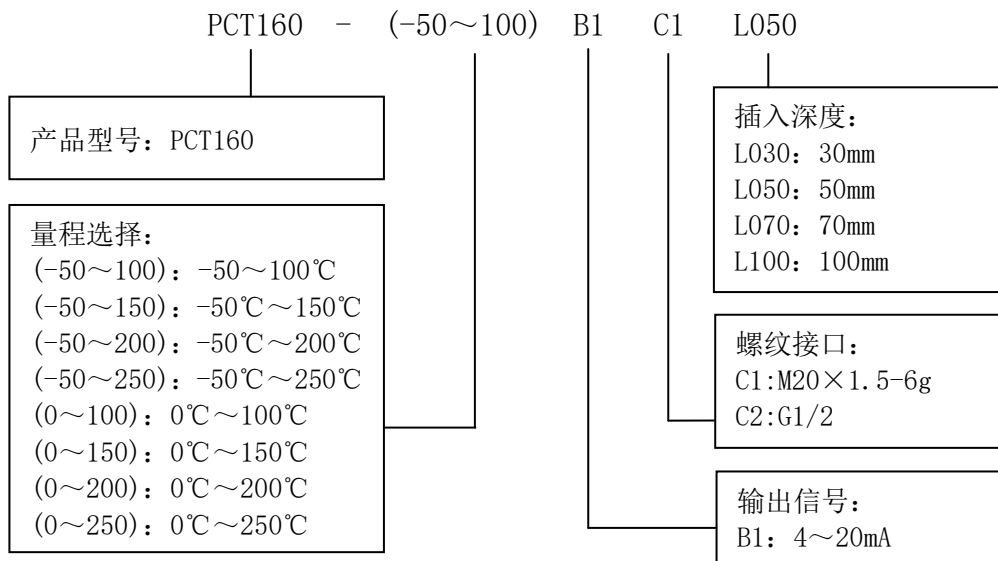 PCT160 - (-50～100) B1 C1 L050
产品型号：PCT160
量程选择：
(-50～100)：-50～100℃
(-50～150)：-50℃～150℃
(-50～200)：-50℃～200℃
(-50～250)：-50℃～250℃
(0～100)：0℃～100℃
(0～150)：0℃～150℃
(0～200)：0℃～200℃
(0～250)：0℃～250℃
插入深度：
L030：30mm
L050：50mm
L070：70mm
L100：100mm
螺纹接口：
C1:M20×1.5-6g
C2:G1/2
输出信号：
B1：4～20mA